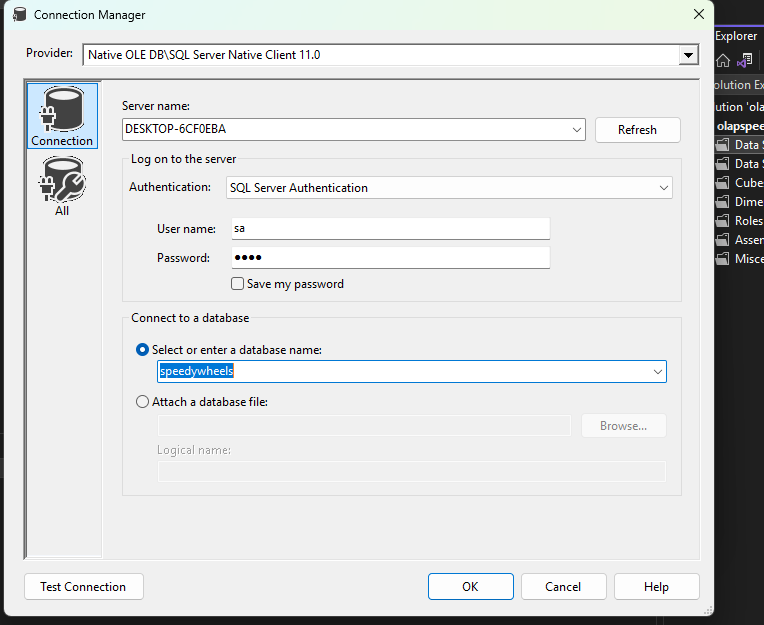 Connection Manager
Provider:
Native OLE DB\SQL Server Native Client 11.0
Connection
All
Server name:
DESKTOP-6CF0EBA
Refresh
Log on to the server
Authentication:
SQL Server Authentication
User name:
sa
Password:
••••
Save my password
Connect to a database
Select or enter a database name:
speedywheels
Attach a database file:
Browse...
Logical name:
Test Connection
OK
Cancel
Help
Explorer
olution Ex
ution 'ola
olapspee
Data S
Data S
Cube
Dime
Roles
Assem
Misce